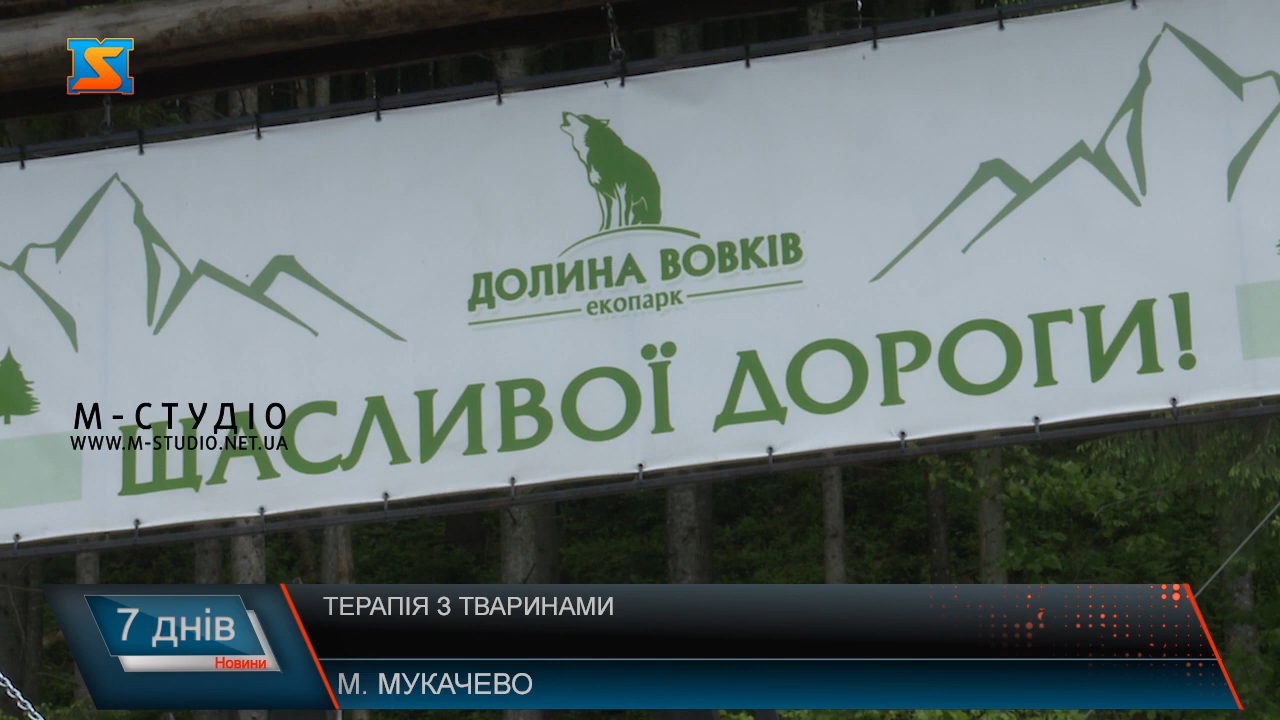 ДОЛИНА ВОВКІВ
екопарк
ЩАСЛИВОЇ ДОРОГИ!
М-СТУДІО
WWW.M-STUDIO.NET.UA
7 днів
Новини
ТЕРАПІЯ З ТВАРИНАМИ
М. МУКАЧЕВО